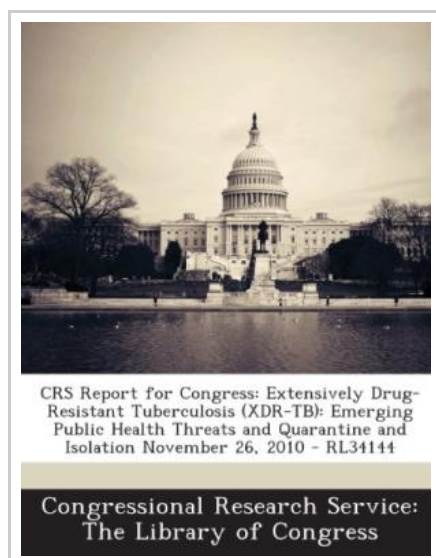 CRS Report for Congress: Extensively Drug-
Resistant Tuberculosis (XDR-TB): Emerging
Public Health Threats and Quarantine and
Isolation November 26, 2010 - RL34144
Congressional Research Service:
The Library of Congress